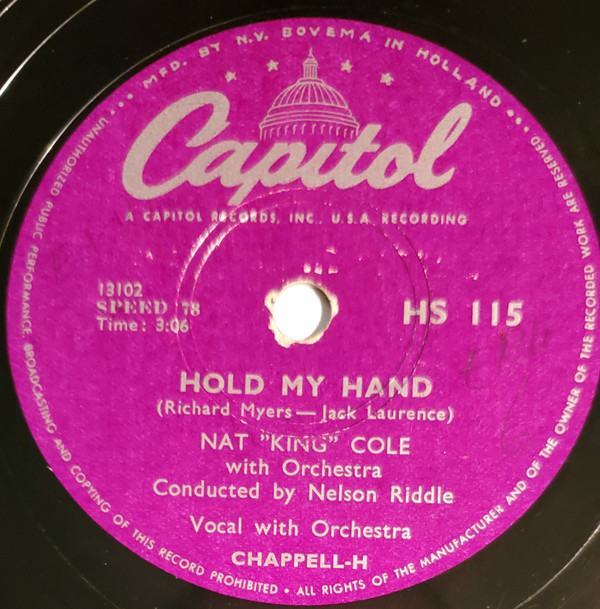 MFD. BY N.V. BOVEMA IN HOLLAND
Capitol
A CAPITOL RECORDS, INC., U.S.A. RECORDING
13102
SPEED 78
Time: 3:06
HS 115
HOLD MY HAND
(Richard Myers — Jack Laurence)
NAT "KING" COLE
with Orchestra
Conducted by Nelson Riddle
Vocal with Orchestra
CHAPPELL-H
UNAUTHORIZED PUBLIC PERFORMANCE, BROADCASTING AND COPYING OF THIS RECORD PROHIBITED • ALL RIGHTS OF THE MANUFACTURER AND OF THE OWNER OF THE RECORDED WORK ARE RESERVED